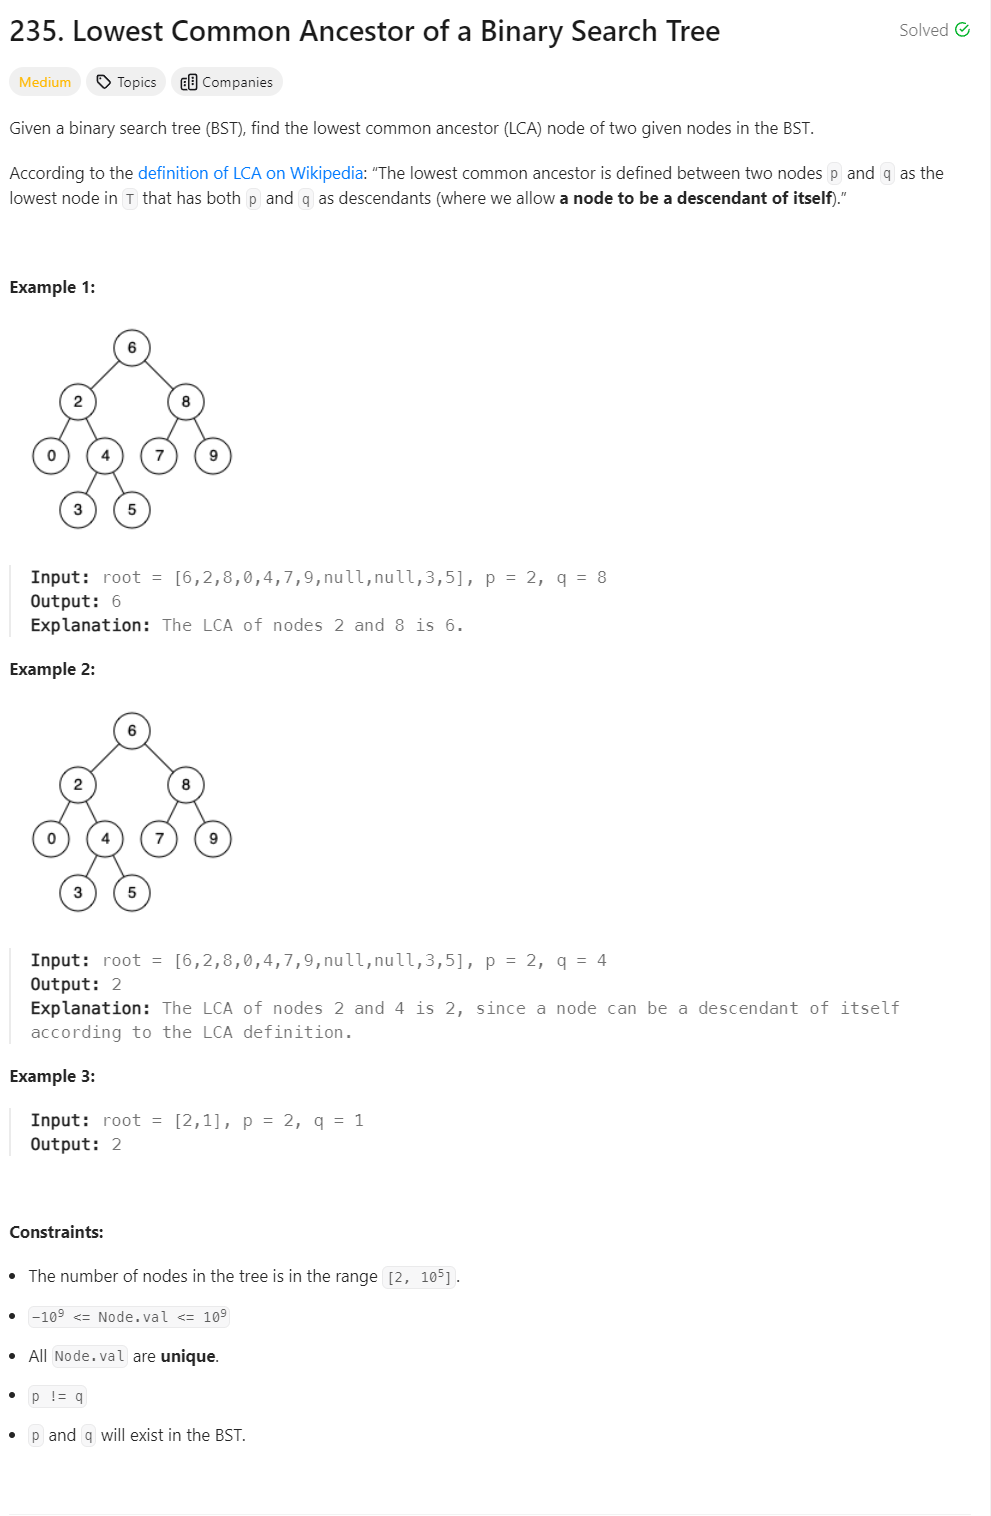 235. Lowest Common Ancestor of a Binary Search Tree
Solved
Medium
Topics
Companies
Given a binary search tree (BST), find the lowest common ancestor (LCA) node of two given nodes in the BST.
According to the definition of LCA on Wikipedia: “The lowest common ancestor is defined between two nodes p and q as the
lowest node in T that has both p and q as descendants (where we allow a node to be a descendant of itself).”
Example 1:
6
2 8
0 4 7 9
3 5
Input: root = [6,2,8,0,4,7,9,null,null,3,5], p = 2, q = 8
Output: 6
Explanation: The LCA of nodes 2 and 8 is 6.
Example 2:
6
2 8
0 4 7 9
3 5
Input: root = [6,2,8,0,4,7,9,null,null,3,5], p = 2, q = 4
Output: 2
Explanation: The LCA of nodes 2 and 4 is 2, since a node can be a descendant of itself
according to the LCA definition.
Example 3:
Input: root = [2,1], p = 2, q = 1
Output: 2
Constraints:
• The number of nodes in the tree is in the range [2, 10⁵].
• -10⁹ <= Node.val <= 10⁹
• All Node.val are unique.
• p != q
• p and q will exist in the BST.